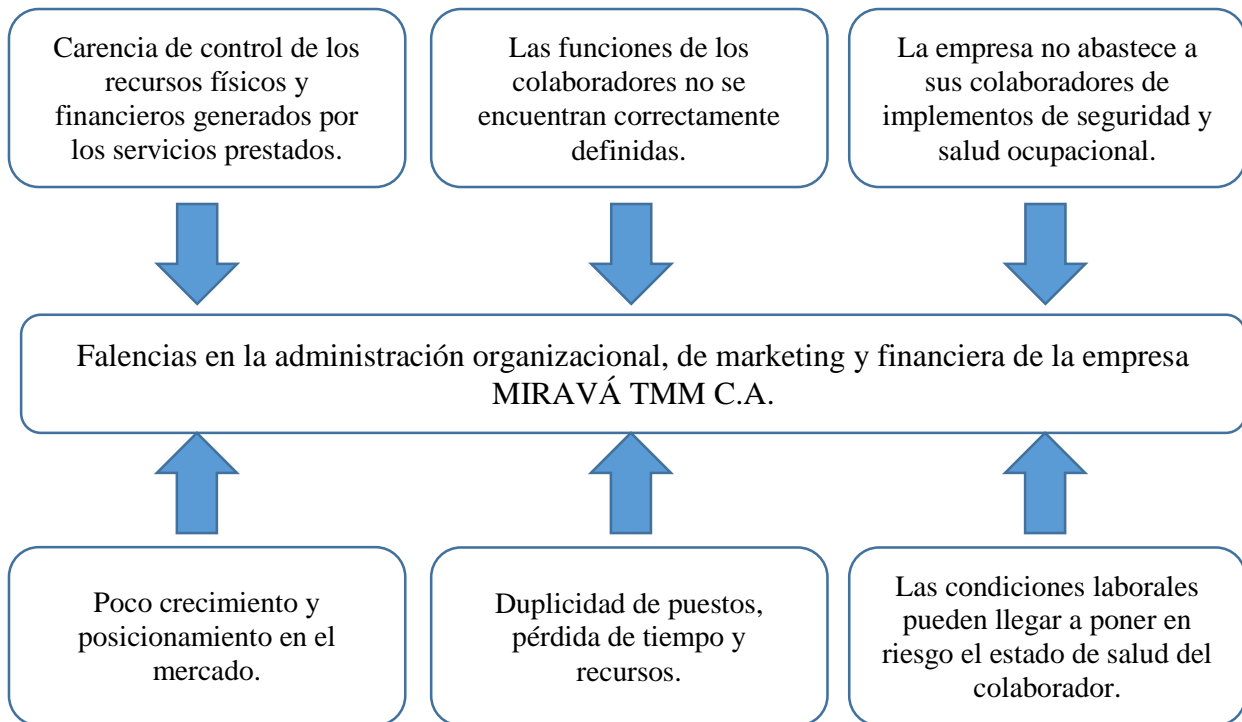 Carencia de control de los
recursos físicos y
financieros generados por
los servicios prestados.
Las funciones de los
colaboradores no se
encuentran correctamente
definidas.
La empresa no abastece a
sus colaboradores de
implementos de seguridad y
salud ocupacional.
Falencias en la administración organizacional, de marketing y financiera de la empresa
MIRAVÁ TMM C.A.
Poco crecimiento y
posicionamiento en el
mercado.
Duplicidad de puestos,
pérdida de tiempo y
recursos.
Las condiciones laborales
pueden llegar a poner en
riesgo el estado de salud del
colaborador.